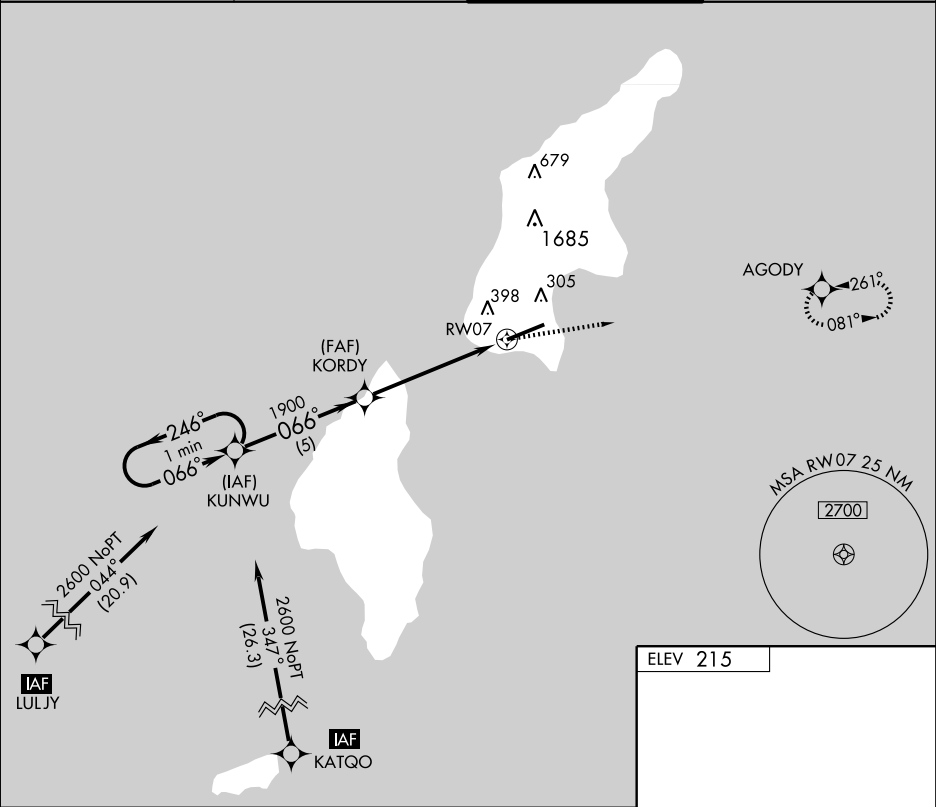 679
1685
AGODY
261°
081°
398
305
RW07
(FAF)
KORDY
1900
066°
(5)
246°
1 min
066°
(IAF)
KUNWU
MSA RW07 25 NM
2700
2600 NoPT
044°
(20.9)
2600 NoPT
347°
(26.3)
IAF
LULJY
IAF
KATQO
ELEV 215